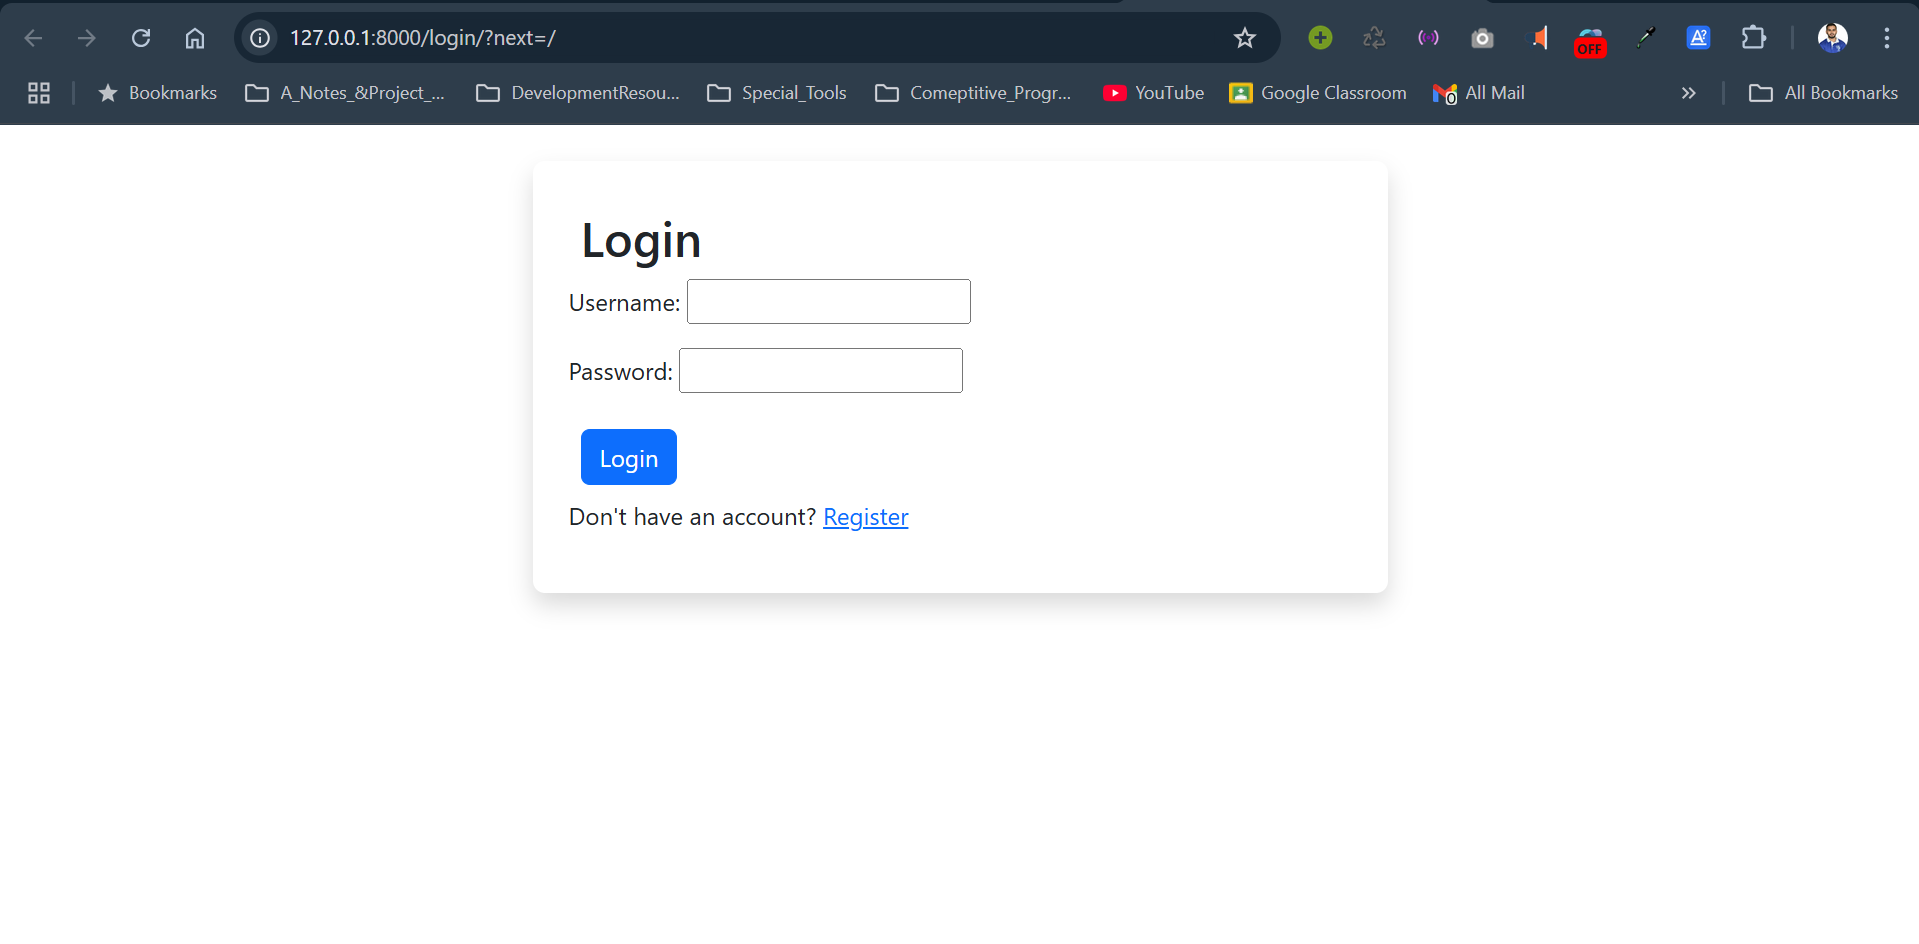 127.0.0.1:8000/login/?next=/
OFF
A?
Bookmarks A_Notes_&Project_... DevelopmentResou... Special_Tools Comeptitive_Progr... YouTube Google Classroom 0 All Mail » All Bookmarks
Login
Username:
Password:
Login
Don't have an account? Register